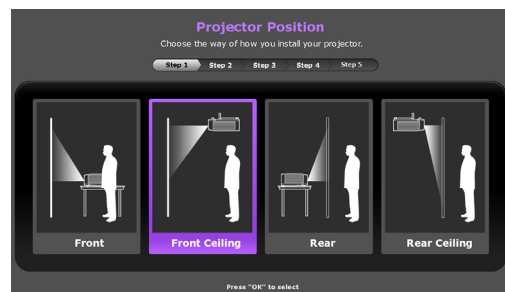 Projector Position
Choose the way of how you install your projector.
Step 1 Step 2 Step 3 Step 4 Step 5
Front Front Ceiling Rear Rear Ceiling
Press "OK" to select